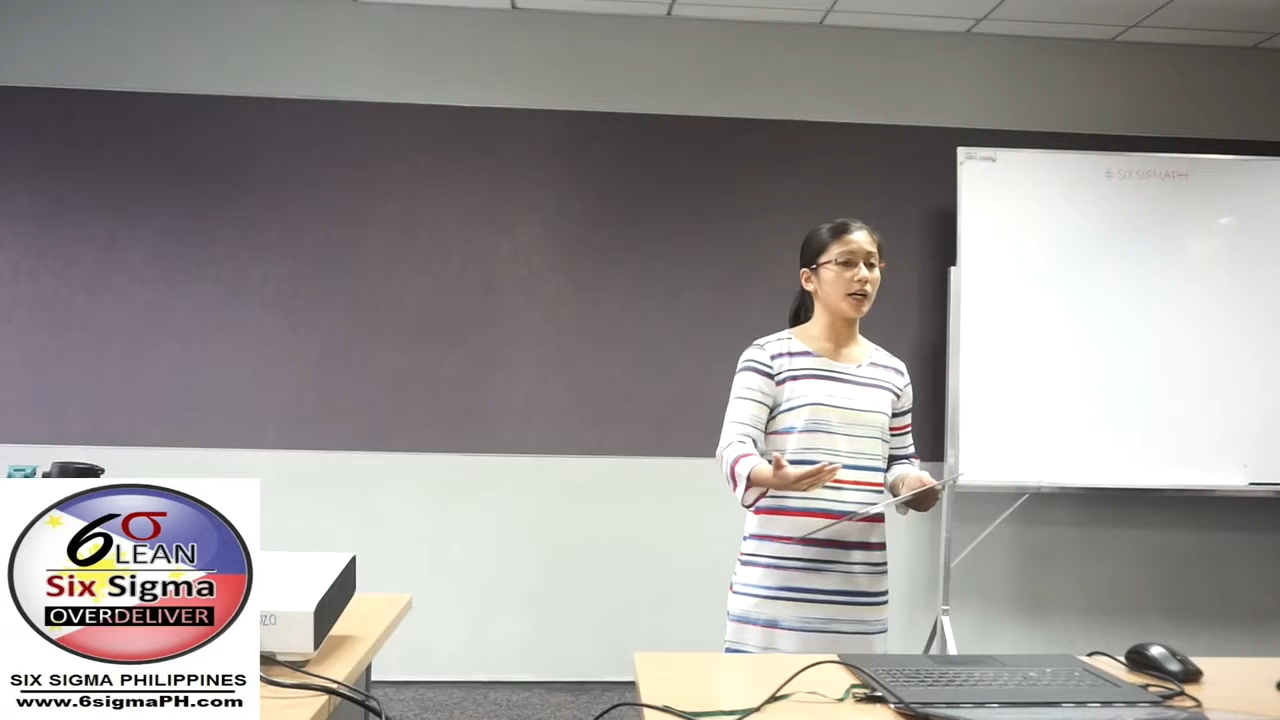 #SIXSIGMAPH
6σ
LEAN
Six Sigma
OVERDELIVER
SIX SIGMA PHILIPPINES
www.6sigmaPH.com